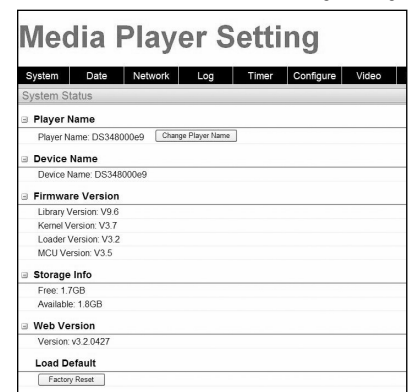 Media Player Setting
System Date Network Log Timer Configure Video
System Status
Player Name
Player Name: DS348000e9 Change Player Name
Device Name
Device Name: DS348000e9
Firmware Version
Library Version: V9.6
Kernel Version: V3.7
Loader Version: V3.2
MCU Version: V3.5
Storage Info
Free: 1.7GB
Available: 1.8GB
Web Version
Version: v3.2.0427
Load Default
Factory Reset